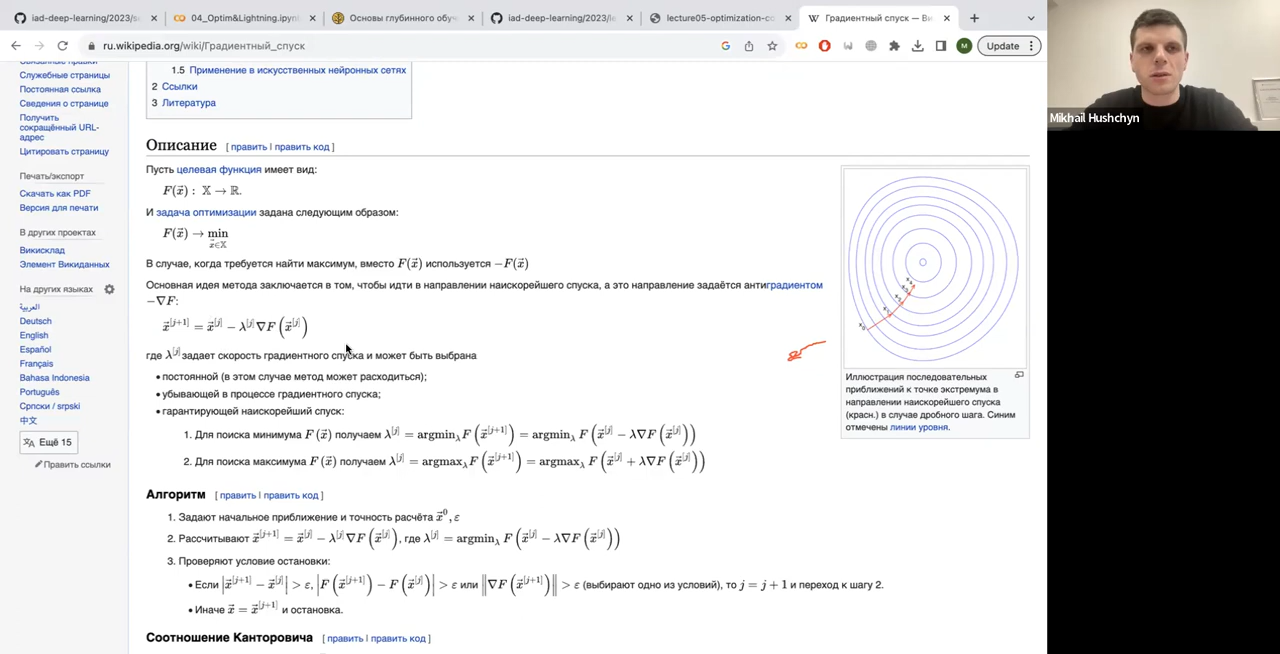 iad-deep-learning/2023/s
04_Optim&Lightning.ipyn
Основы глубинного обуч
iad-deep-learning/2023/le
lecture05-optimization-co
Градиентный спуск — Ви
ru.wikipedia.org/wiki/Градиентный_спуск
M
Update
Mikhail Hushchyn
Связанные правки
Служебные страницы
Постоянная ссылка
Сведения о странице
Получить
сокращённый URL-
адрес
Цитировать страницу
Печать/экспорт
Скачать как PDF
Версия для печати
В других проектах
Викисклад
Элемент Викиданных
На других языках
العربية
Deutsch
English
Español
Français
Bahasa Indonesia
Português
Српски / srpski
中文
Ещё 15
Править ссылки
1.5 Применение в искусственных нейронных сетях
2 Ссылки
3 Литература
Описание [ править | править код ]
Пусть целевая функция имеет вид:
F(x⃗) : 𝕏 → ℝ.
И задача оптимизации задана следующим образом:
F(x⃗) → min x⃗∈𝕏
В случае, когда требуется найти максимум, вместо F(x⃗) используется −F(x⃗)
Основная идея метода заключается в том, чтобы идти в направлении наискорейшего спуска, а это направление задаётся антиградиентом
−∇F:
x⃗^[j+1] = x⃗^[j] − λ^[j]∇F(x⃗^[j])
где λ^[j] задает скорость градиентного спуска и может быть выбрана
• постоянной (в этом случае метод может расходиться);
• убывающей в процессе градиентного спуска;
• гарантирующей наискорейший спуск:
1. Для поиска минимума F(x⃗) получаем λ^[j] = argmin_λ F(x⃗^[j+1]) = argmin_λ F(x⃗^[j] − λ∇F(x⃗^[j]))
2. Для поиска максимума F(x⃗) получаем λ^[j] = argmax_λ F(x⃗^[j+1]) = argmax_λ F(x⃗^[j] + λ∇F(x⃗^[j]))
Алгоритм [ править | править код ]
1. Задают начальное приближение и точность расчёта x⃗^0, ε
2. Рассчитывают x⃗^[j+1] = x⃗^[j] − λ^[j]∇F(x⃗^[j]), где λ^[j] = argmin_λ F(x⃗^[j] − λ∇F(x⃗^[j]))
3. Проверяют условие остановки:
• Если |x⃗^[j+1] − x⃗^[j]| > ε, |F(x⃗^[j+1]) − F(x⃗^[j])| > ε или ‖∇F(x⃗^[j+1])‖ > ε (выбирают одно из условий), то j = j + 1 и переход к шагу 2.
• Иначе x⃗ = x⃗^[j+1] и остановка.
Соотношение Канторовича [ править | править код ]
Иллюстрация последовательных
приближений к точке экстремума в
направлении наискорейшего спуска
(красн.) в случае дробного шага. Синим
отмечены линии уровня.